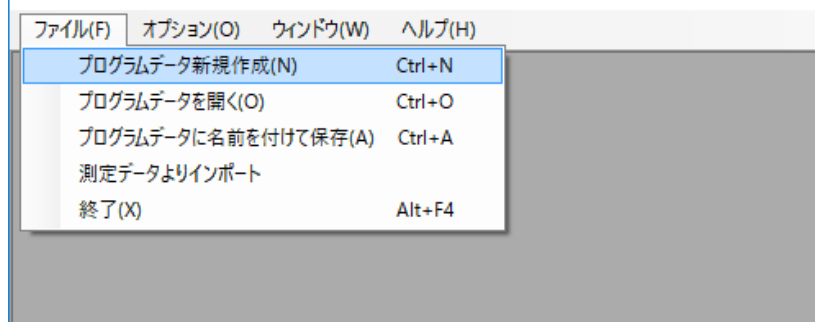 ファイル(F) オプション(O) ウィンドウ(W) ヘルプ(H)
プログラムデータ新規作成(N) Ctrl+N
プログラムデータを開く(O) Ctrl+O
プログラムデータに名前を付けて保存(A) Ctrl+A
測定データよりインポート
終了(X) Alt+F4